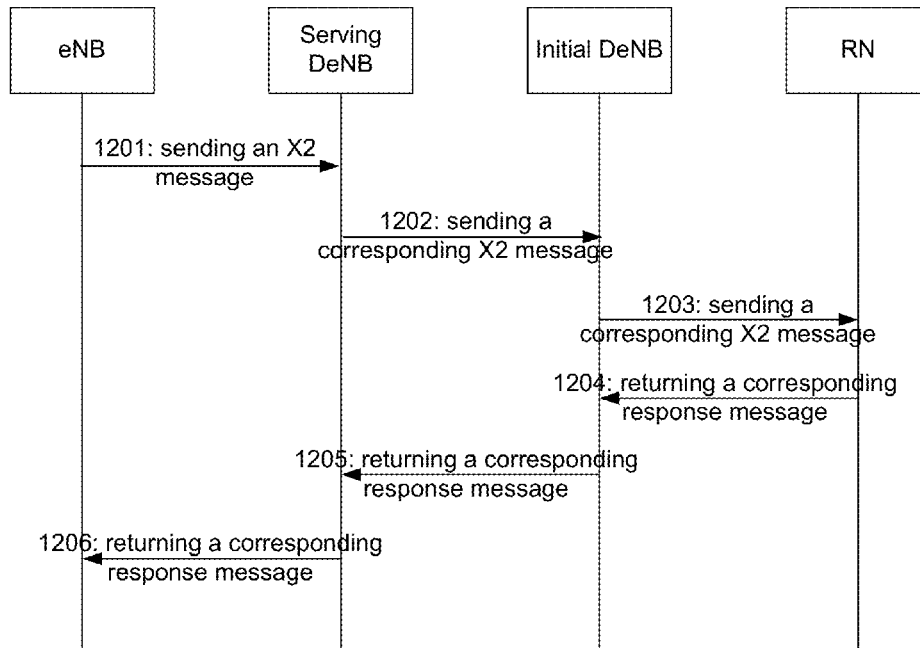 eNB
Serving
DeNB
Initial DeNB
RN
1201: sending an X2
message
1202: sending a
corresponding X2 message
1203: sending a
corresponding X2 message
1204: returning a corresponding
response message
1205: returning a corresponding
response message
1206: returning a corresponding
response message